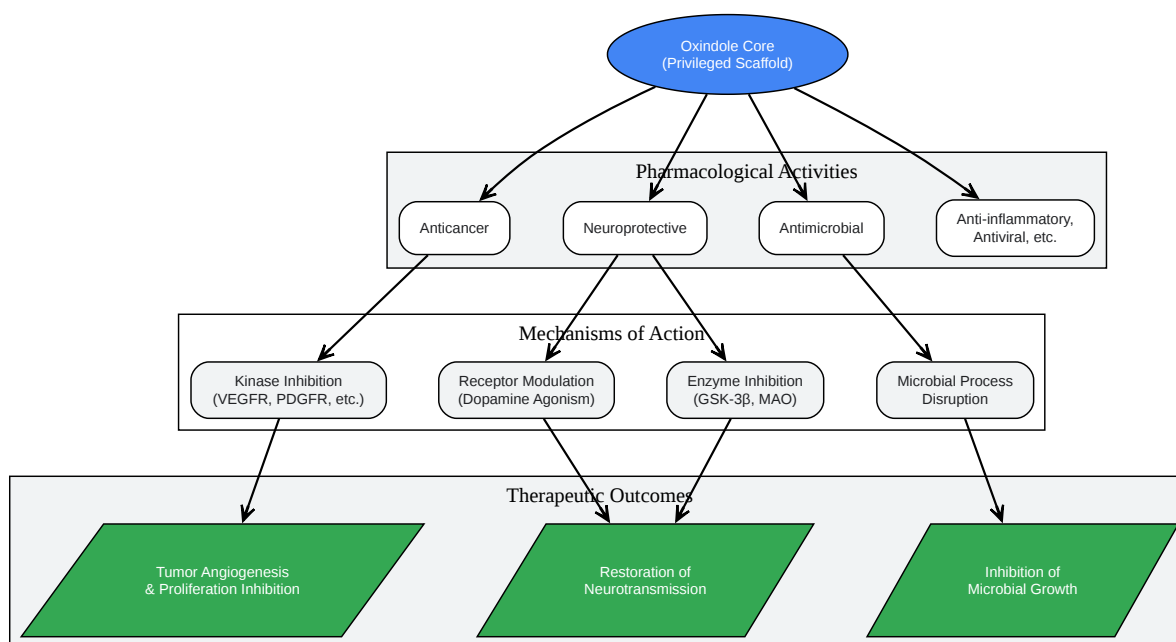 Oxindole Core
(Privileged Scaffold)
Pharmacological Activities
Anticancer
Neuroprotective
Antimicrobial
Anti-inflammatory,
Antiviral, etc.
Mechanisms of Action
Kinase Inhibition
(VEGFR, PDGFR, etc.)
Receptor Modulation
(Dopamine Agonism)
Enzyme Inhibition
(GSK-3β, MAO)
Microbial Process
Disruption
Therapeutic Outcomes
Tumor Angiogenesis
& Proliferation Inhibition
Restoration of
Neurotransmission
Inhibition of
Microbial Growth